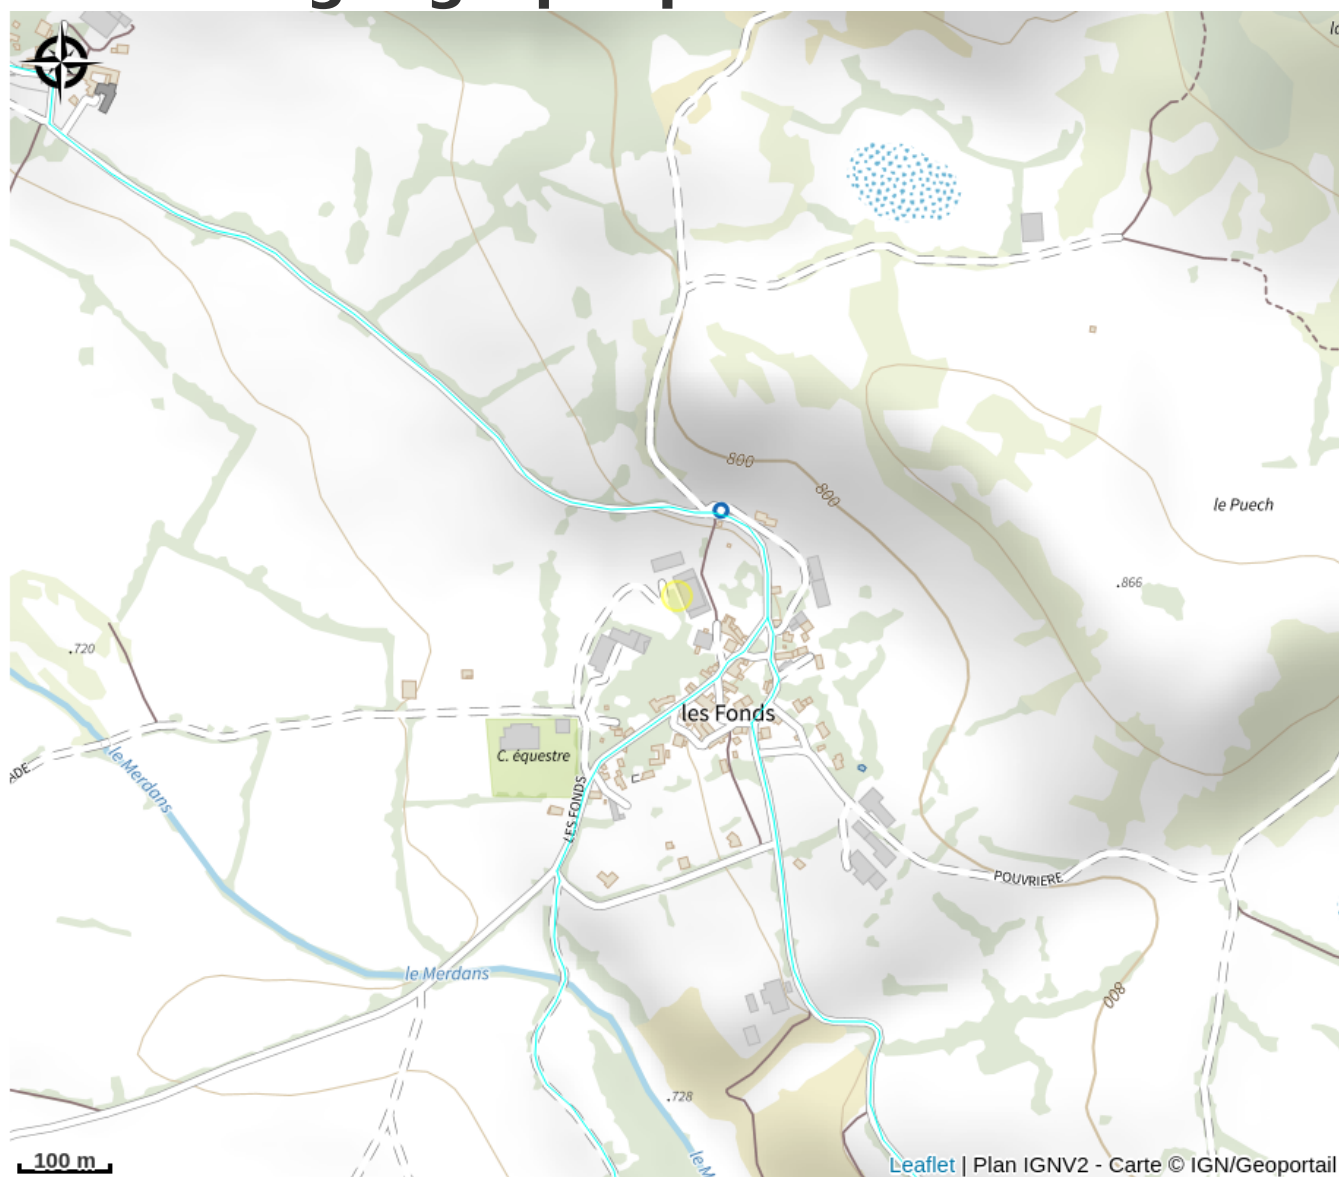 800
800
le Puech
.866
.720
les Fonds
C. équestre
le Merdans
LES FONDS
POUVRIERE
le Merdans
800
.728
100 m
Leaflet | Plan IGNV2 - Carte © IGN/Geoportail